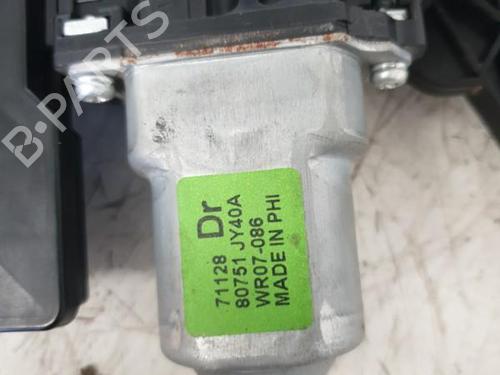 Dr
71128
80751 JY40A
WR07-086
MADE IN PHI
B-PARTS